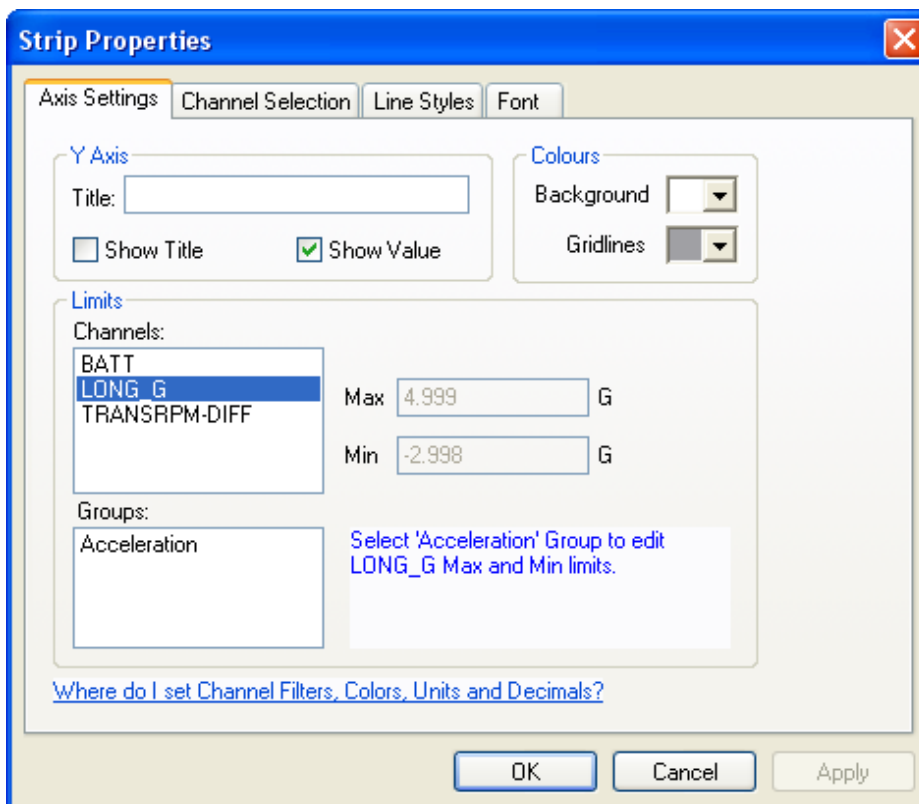 Strip Properties
Axis Settings
Channel Selection
Line Styles
Font
Y Axis
Title:
Show Title
Show Value
Colours
Background
Gridlines
Limits
Channels:
BATT
LONG_G
TRANSRPM-DIFF
Max 4.999 G
Min -2.998 G
Groups:
Acceleration
Select 'Acceleration' Group to edit
LONG_G Max and Min limits.
Where do I set Channel Filters, Colors, Units and Decimals?
OK
Cancel
Apply